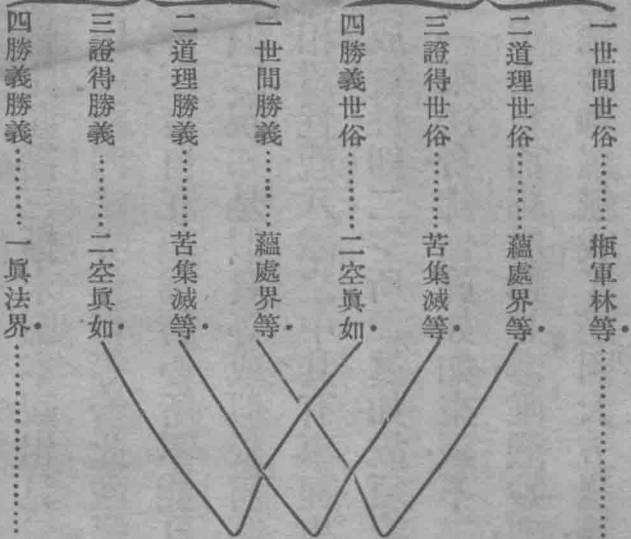 一世間世俗………瓶軍林等………
二道理世俗………蘊處界等
三證得世俗………苦集滅等
四勝義世俗………二空眞如
一世間勝義………蘊處界等
二道理勝義………苦集滅等
三證得勝義………二空眞如
四勝義勝義………一眞法界………